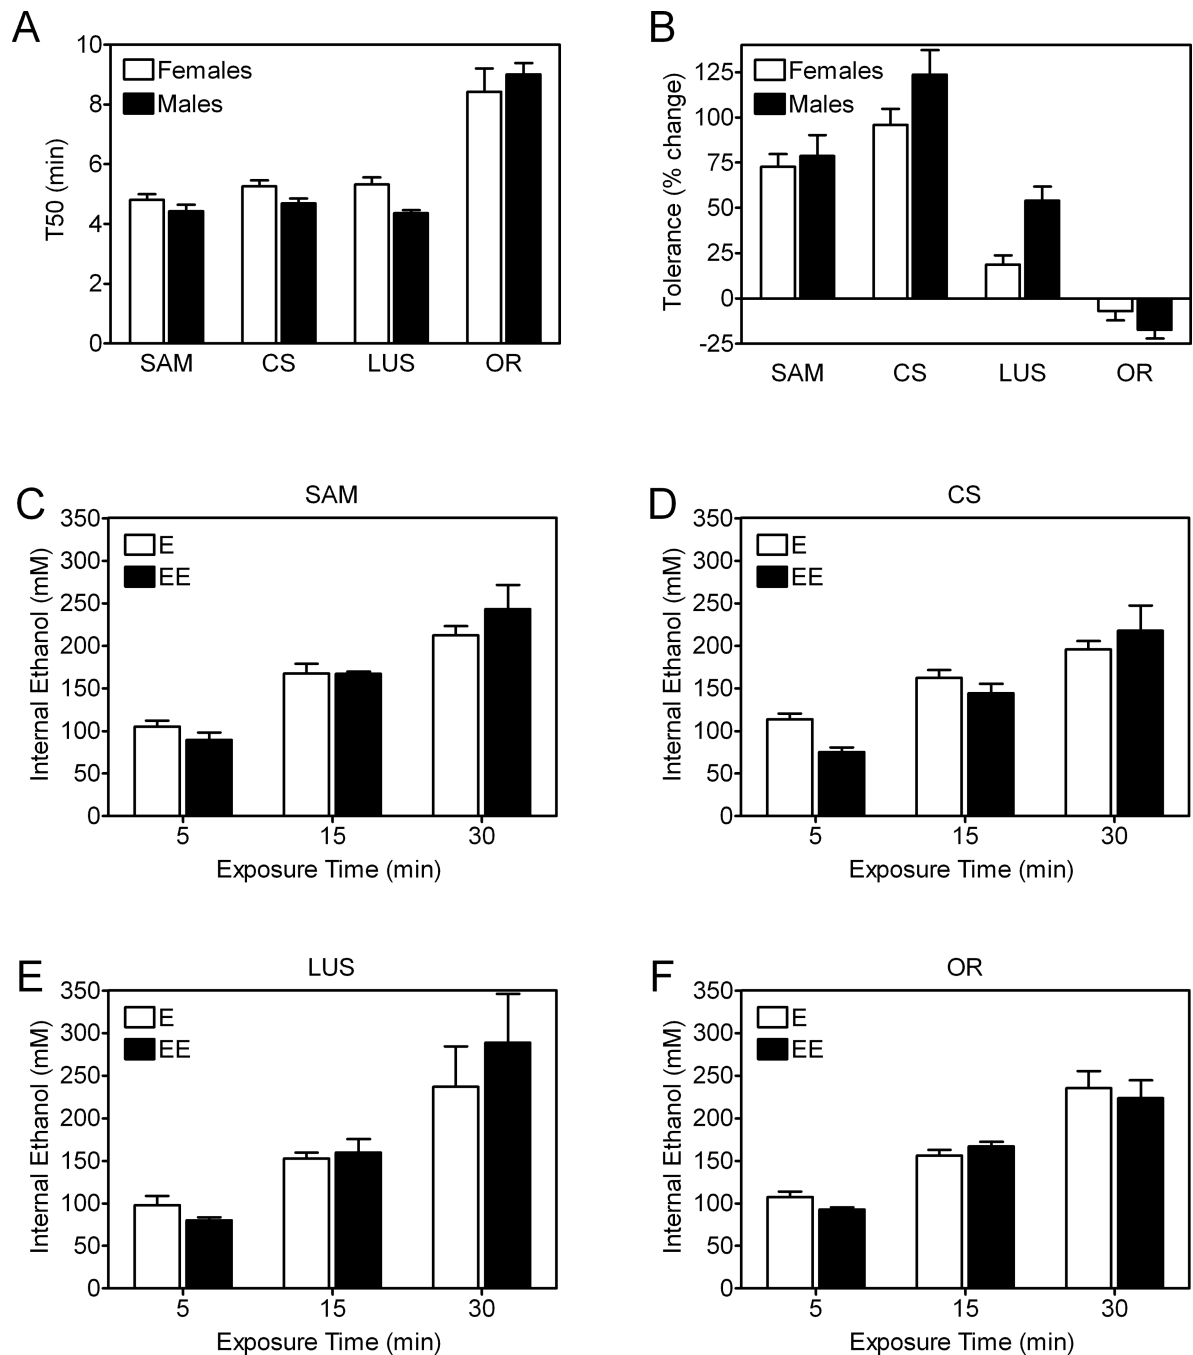 A
10
8
6
4
2
0
T50 (min)
Females
Males
SAM CS LUS OR
B
125
100
75
50
25
0
-25
Tolerance (% change)
Females
Males
SAM CS LUS OR
C
SAM
350
300
250
200
150
100
50
0
Internal Ethanol (mM)
E
EE
5 15 30
Exposure Time (min)
D
CS
350
300
250
200
150
100
50
0
Internal Ethanol (mM)
E
EE
5 15 30
Exposure Time (min)
E
LUS
350
300
250
200
150
100
50
0
Internal Ethanol (mM)
E
EE
5 15 30
Exposure Time (min)
F
OR
350
300
250
200
150
100
50
0
Internal Ethanol (mM)
E
EE
5 15 30
Exposure Time (min)